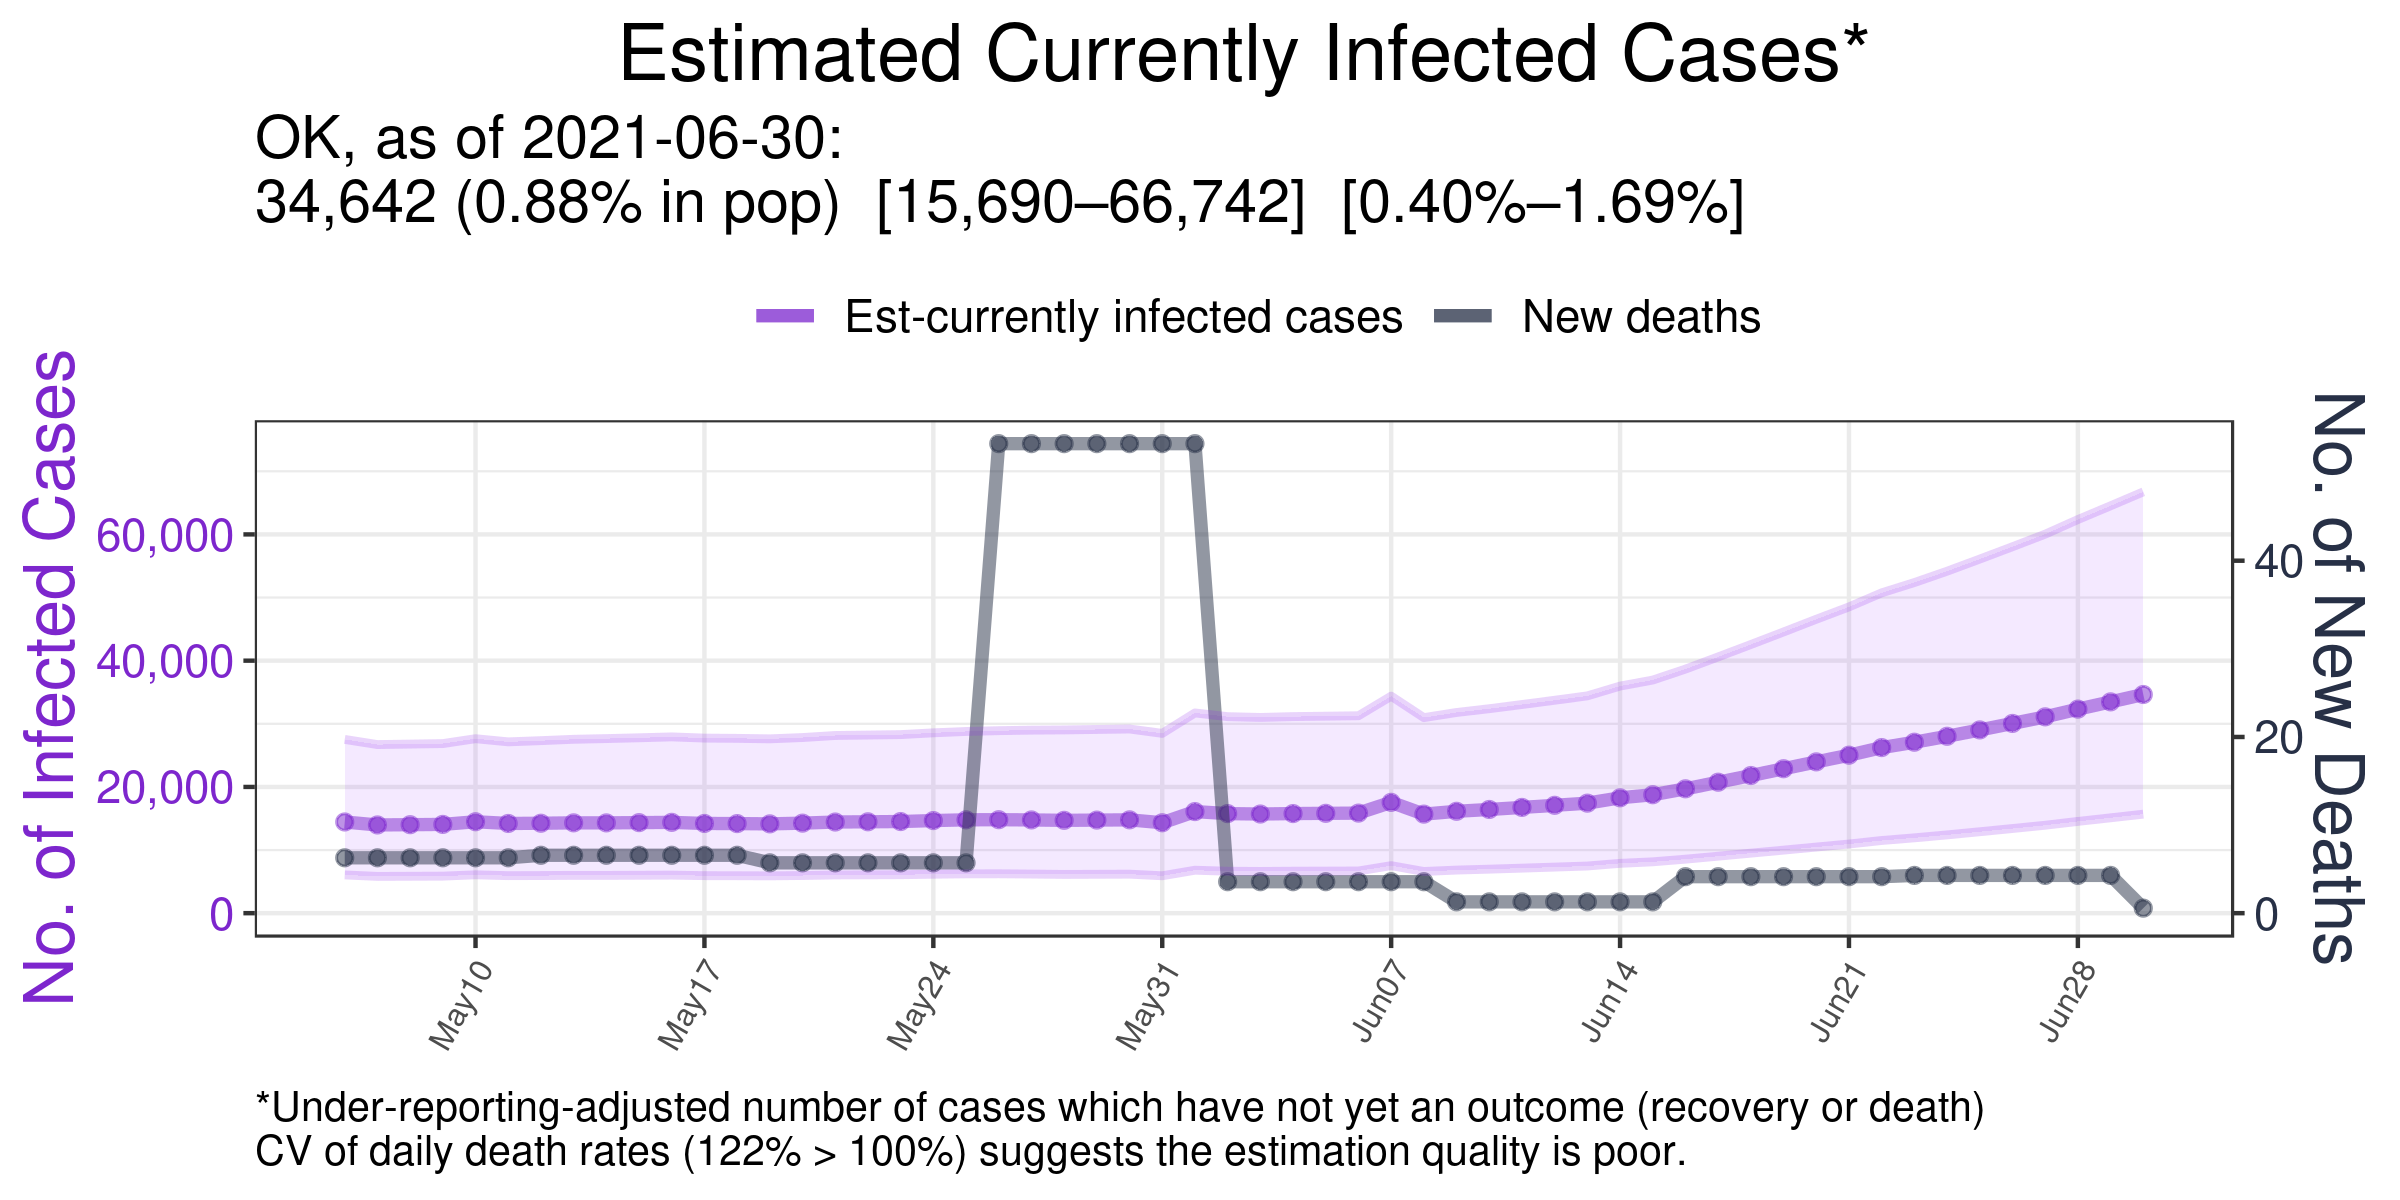 Estimated Currently Infected Cases*
OK, as of 2021-06-30:
34,642 (0.88% in pop)  [15,690–66,742]  [0.40%–1.69%]
Est-currently infected cases
New deaths
No. of Infected Cases
60,000
40,000
20,000
0
40
20
0
No. of New Deaths
May10
May17
May24
May31
Jun07
Jun14
Jun21
Jun28
*Under-reporting-adjusted number of cases which have not yet an outcome (recovery or death)
CV of daily death rates (122% > 100%) suggests the estimation quality is poor.